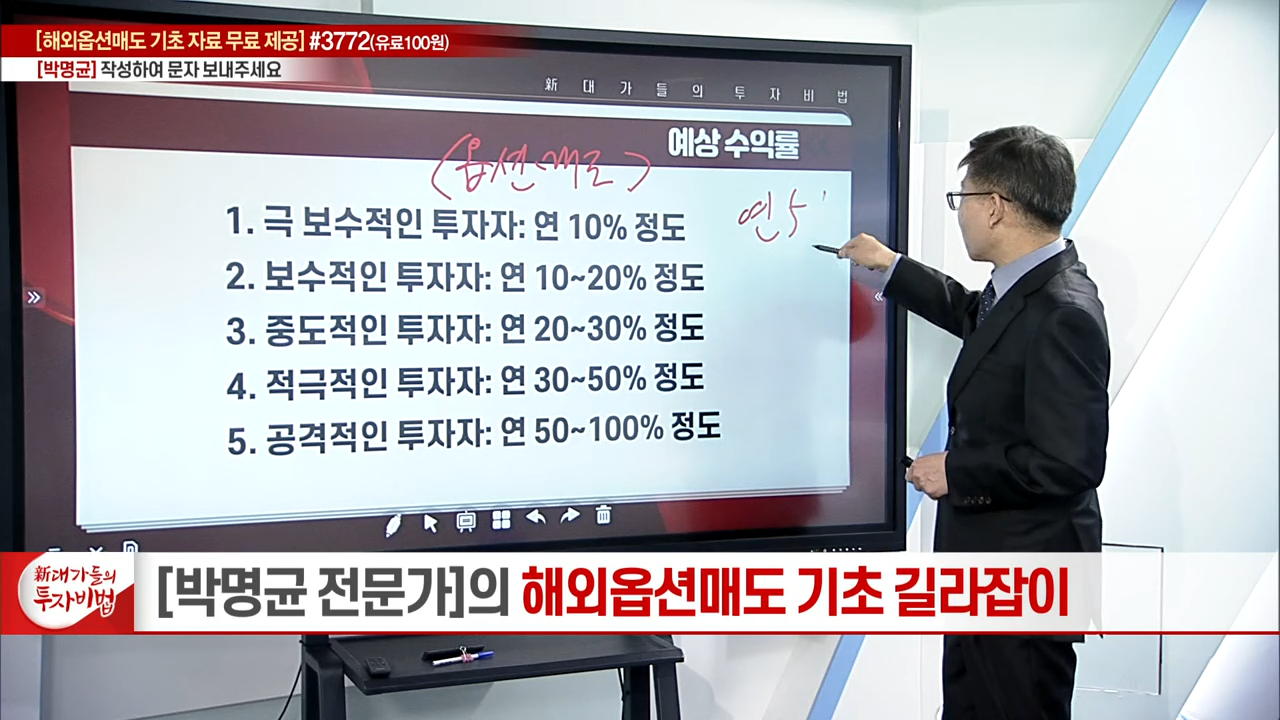 [해외옵션매도 기초 자료 무료 제공] #3772(유료100원)
[박명균] 작성하여 문자 보내주세요
新 대가들의 투자비법
예상 수익률
(옵션매도)
1. 극 보수적인 투자자: 연 10% 정도
연 5
2. 보수적인 투자자: 연 10~20% 정도
3. 중도적인 투자자: 연 20~30% 정도
4. 적극적인 투자자: 연 30~50% 정도
5. 공격적인 투자자: 연 50~100% 정도
新대가들의
투자비법
[박명균 전문가]의 해외옵션매도 기초 길라잡이